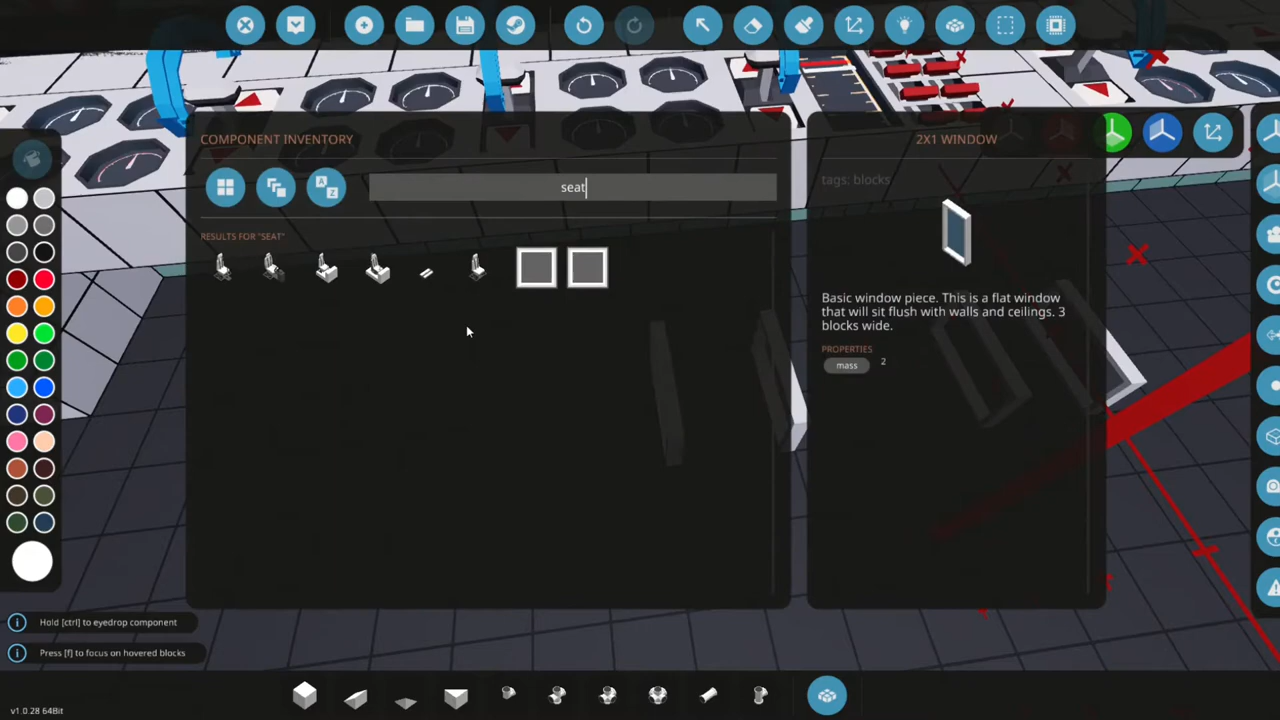 COMPONENT INVENTORY
seat
RESULTS FOR "SEAT"
2X1 WINDOW
tags: blocks
Basic window piece. This is a flat window
that will sit flush with walls and ceilings. 3
blocks wide.
PROPERTIES
mass 2
Hold [ctrl] to eyedrop component
Press [f] to focus on hovered blocks
v1.0.28 64Bit